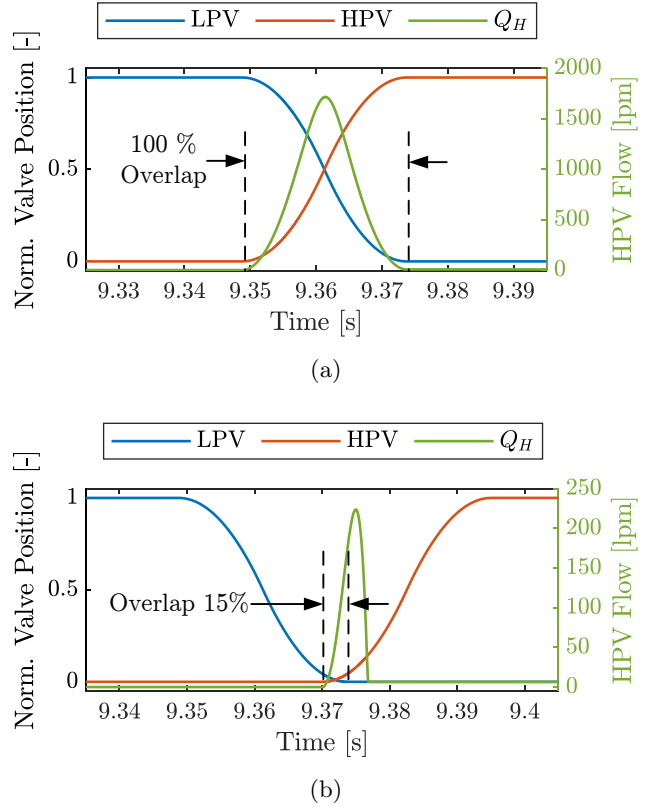 LPV HPV Q_H
Norm. Valve Position [-]
1
0.5
0
100 %
Overlap
2000
1500
1000
500
0
HPV Flow [lpm]
9.33 9.34 9.35 9.36 9.37 9.38 9.39
Time [s]
(a)
LPV HPV Q_H
Norm. Valve Position [-]
1
0.5
0
Overlap 15%
250
200
150
100
50
0
HPV Flow [lpm]
9.34 9.35 9.36 9.37 9.38 9.39 9.4
Time [s]
(b)